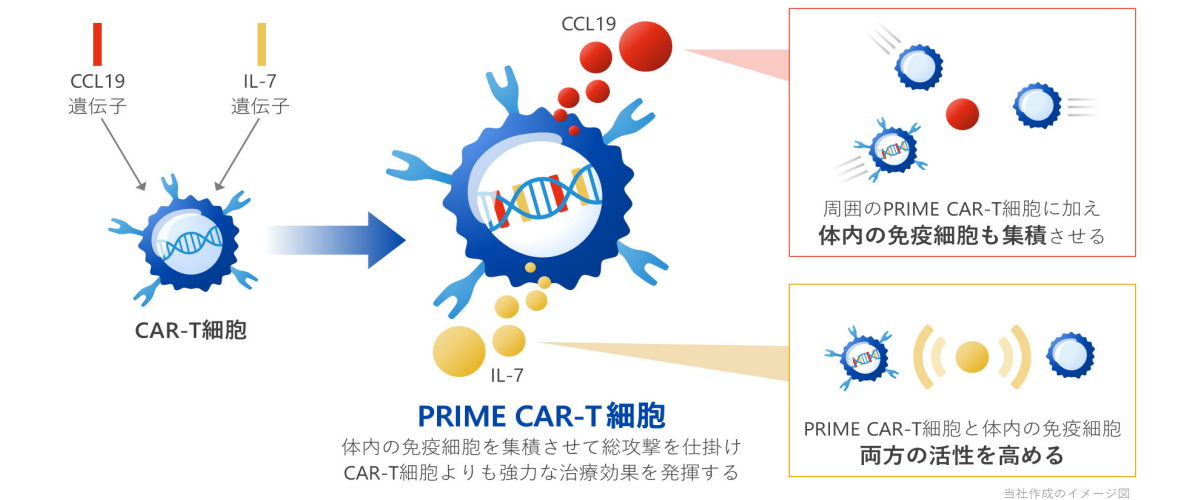 CCL19
遺伝子
IL-7
遺伝子
CAR-T細胞
CCL19
IL-7
PRIME CAR-T細胞
体内の免疫細胞を集積させて総攻撃を仕掛け
CAR-T細胞よりも強力な治療効果を発揮する
周囲のPRIME CAR-T細胞に加え
体内の免疫細胞も集積させる
PRIME CAR-T細胞と体内の免疫細胞
両方の活性を高める
当社作成のイメージ図